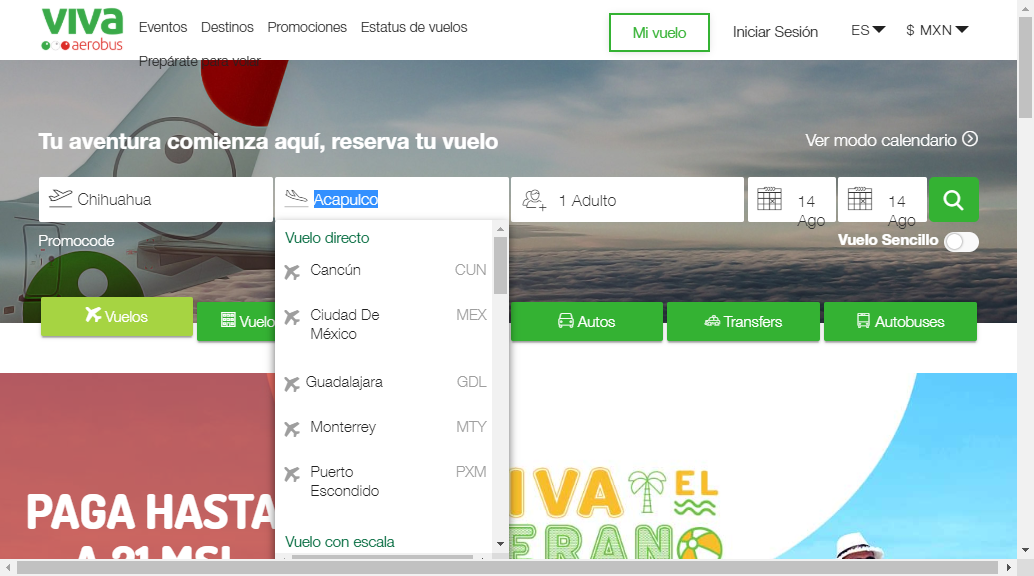 viva
aerobus
Eventos Destinos Promociones Estatus de vuelos
Prepárate para volar
Mi vuelo
Iniciar Sesión
ES
$ MXN
Tu aventura comienza aquí, reserva tu vuelo
Ver modo calendario
Chihuahua
Acapulco
1 Adulto
14
Ago
14
Ago
Promocode
Vuelo Sencillo
Vuelo directo
Cancún CUN
Ciudad De
México
MEX
Guadalajara GDL
Monterrey MTY
Puerto
Escondido
PXM
Vuelo con escala
Vuelos
Vuelo
Autos
Transfers
Autobuses
PAGA HASTA
A 21 MSI
VIVA EL